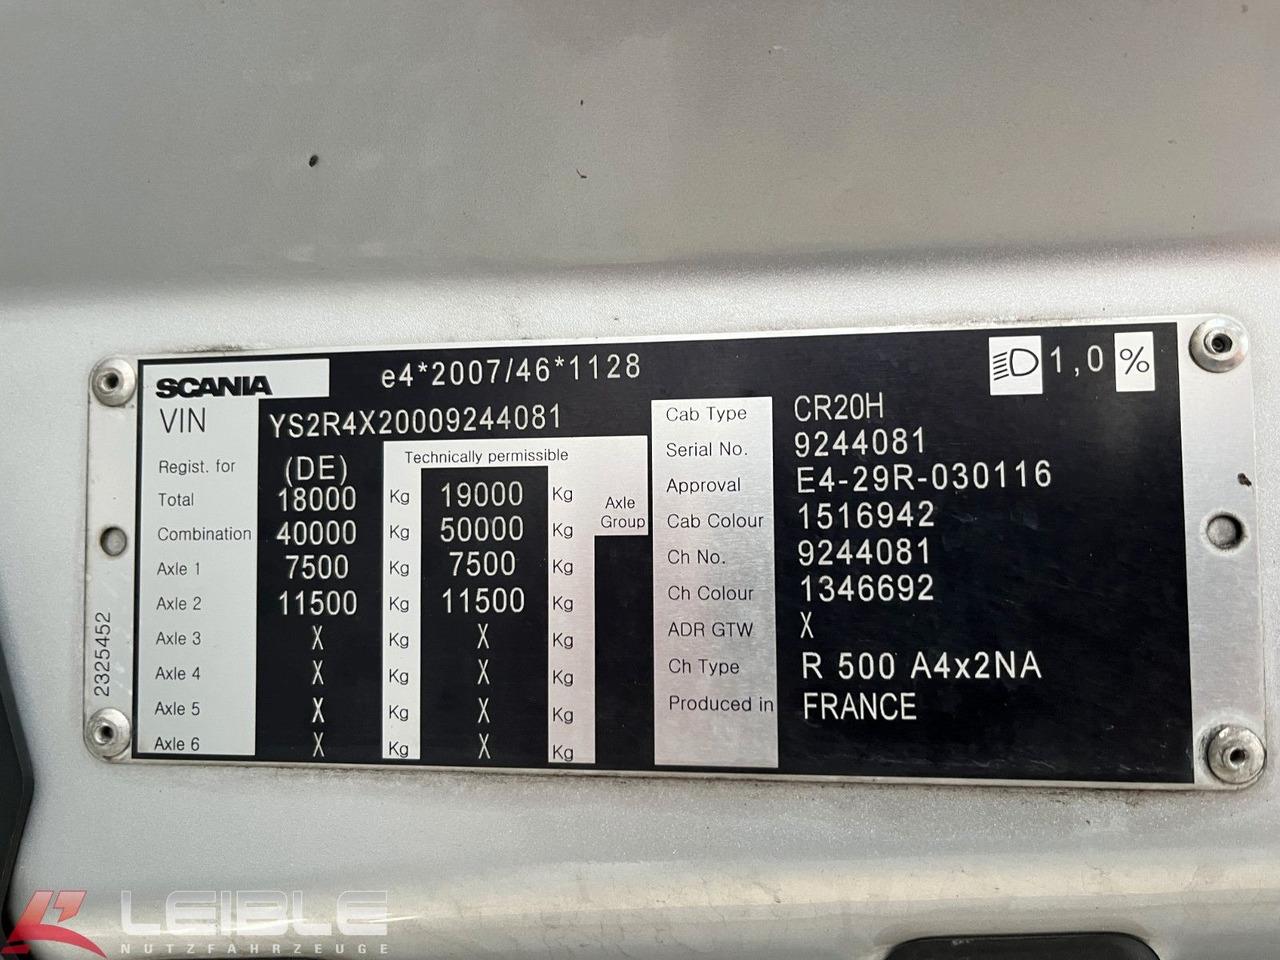 SCANIA e4*2007/46*1128 1,0 %
VIN YS2R4X20009244081
Regist. for (DE) Technically permissible
Total 18000 Kg 19000 Kg Axle Group
Combination 40000 Kg 50000 Kg
Axle 1 7500 Kg 7500 Kg
Axle 2 11500 Kg 11500 Kg
Axle 3 X Kg X Kg
Axle 4 X Kg X Kg
Axle 5 X Kg X Kg
Axle 6 X Kg X Kg
Cab Type CR20H
Serial No. 9244081
Approval E4-29R-030116
Cab Colour 1516942
Ch No. 9244081
Ch Colour 1346692
ADR GTW X
Ch Type R 500 A4x2NA
Produced in FRANCE
2325452
LEIBLE
NUTZFAHRZEUGE